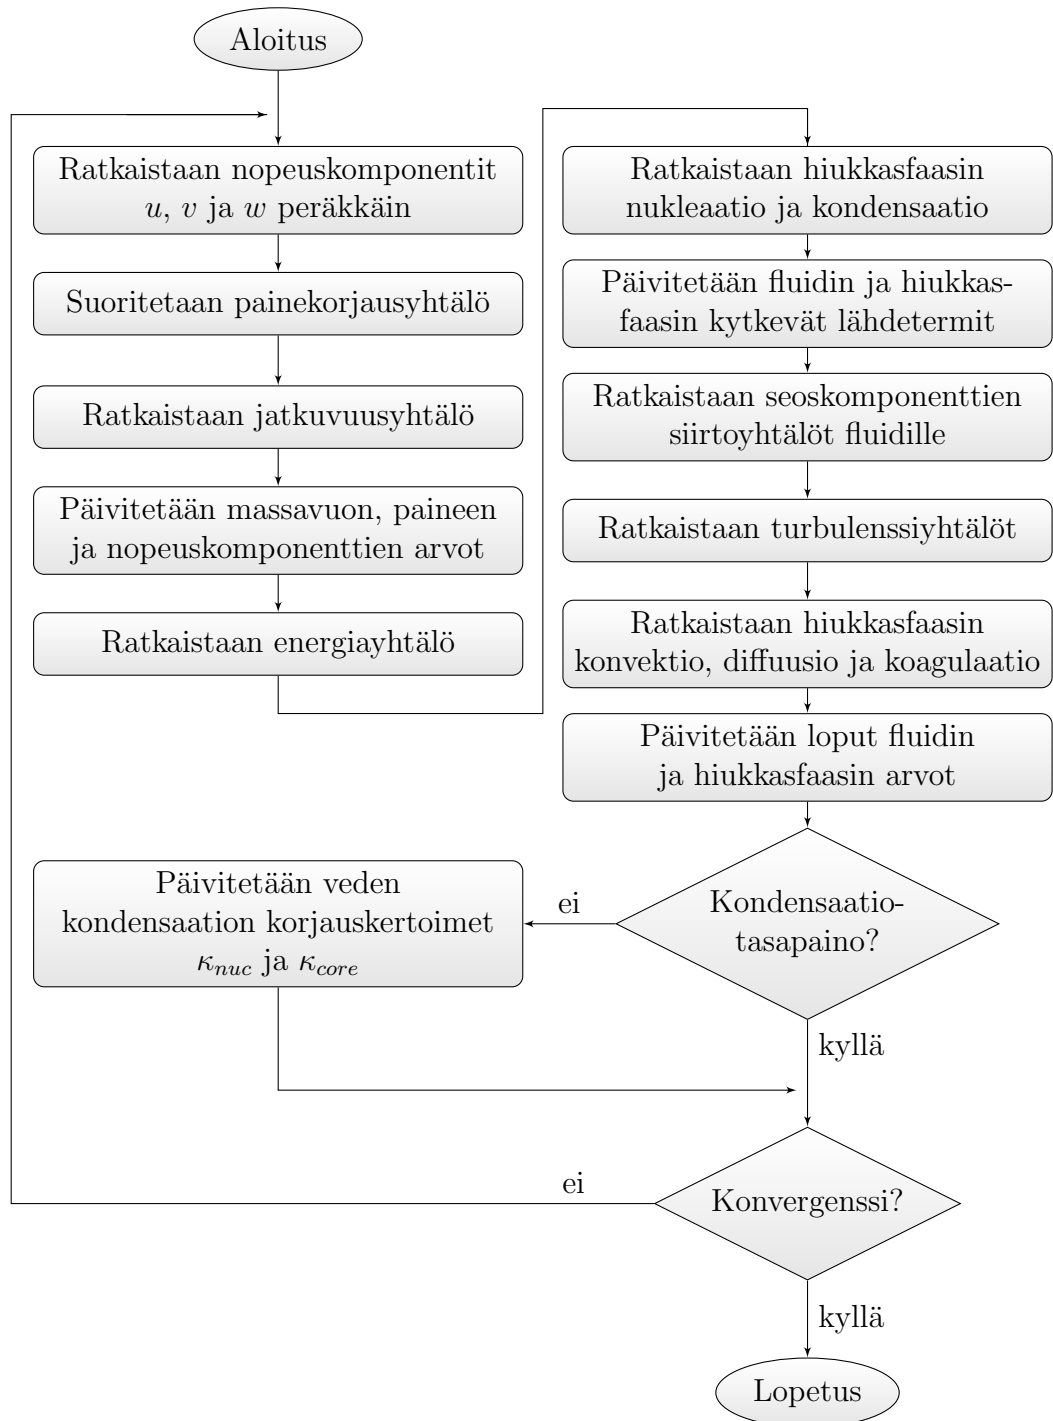 Aloitus
Ratkaistaan nopeuskomponentit
u, v ja w peräkkäin
Suoritetaan painekorjausyhtälö
Ratkaistaan jatkuvuusyhtälö
Päivitetään massavuon, paineen
ja nopeuskomponenttien arvot
Ratkaistaan energiayhtälö
Ratkaistaan hiukkasfaasin
nukleaatio ja kondensaatio
Päivitetään fluidin ja hiukkas-
faasin kytkevät lähdetermit
Ratkaistaan seoskomponenttien
siirtoyhtälöt fluidille
Ratkaistaan turbulenssiyhtälöt
Ratkaistaan hiukkasfaasin
konvektio, diffuusio ja koagulaatio
Päivitetään loput fluidin
ja hiukkasfaasin arvot
Kondensaatio-
tasapaino?
ei
Päivitetään veden
kondensaation korjauskertoimet
κnuc ja κcore
kyllä
Konvergenssi?
ei
kyllä
Lopetus